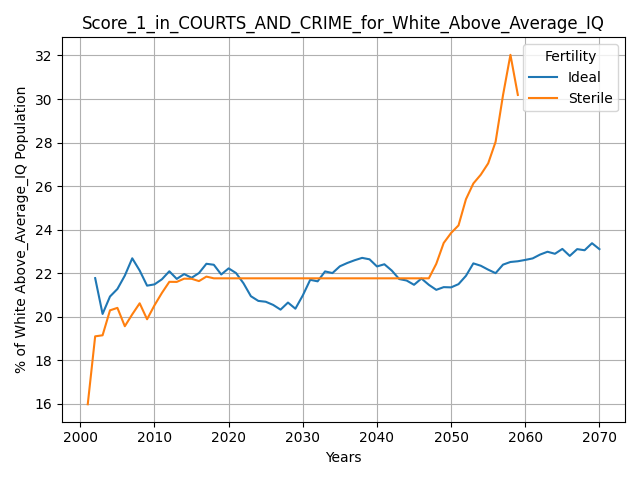 Score_1_in_COURTS_AND_CRIME_for_White_Above_Average_IQ
% of White Above_Average_IQ Population
32
30
28
26
24
22
20
18
16
Fertility
Ideal
Sterile
2000 2010 2020 2030 2040 2050 2060 2070
Years